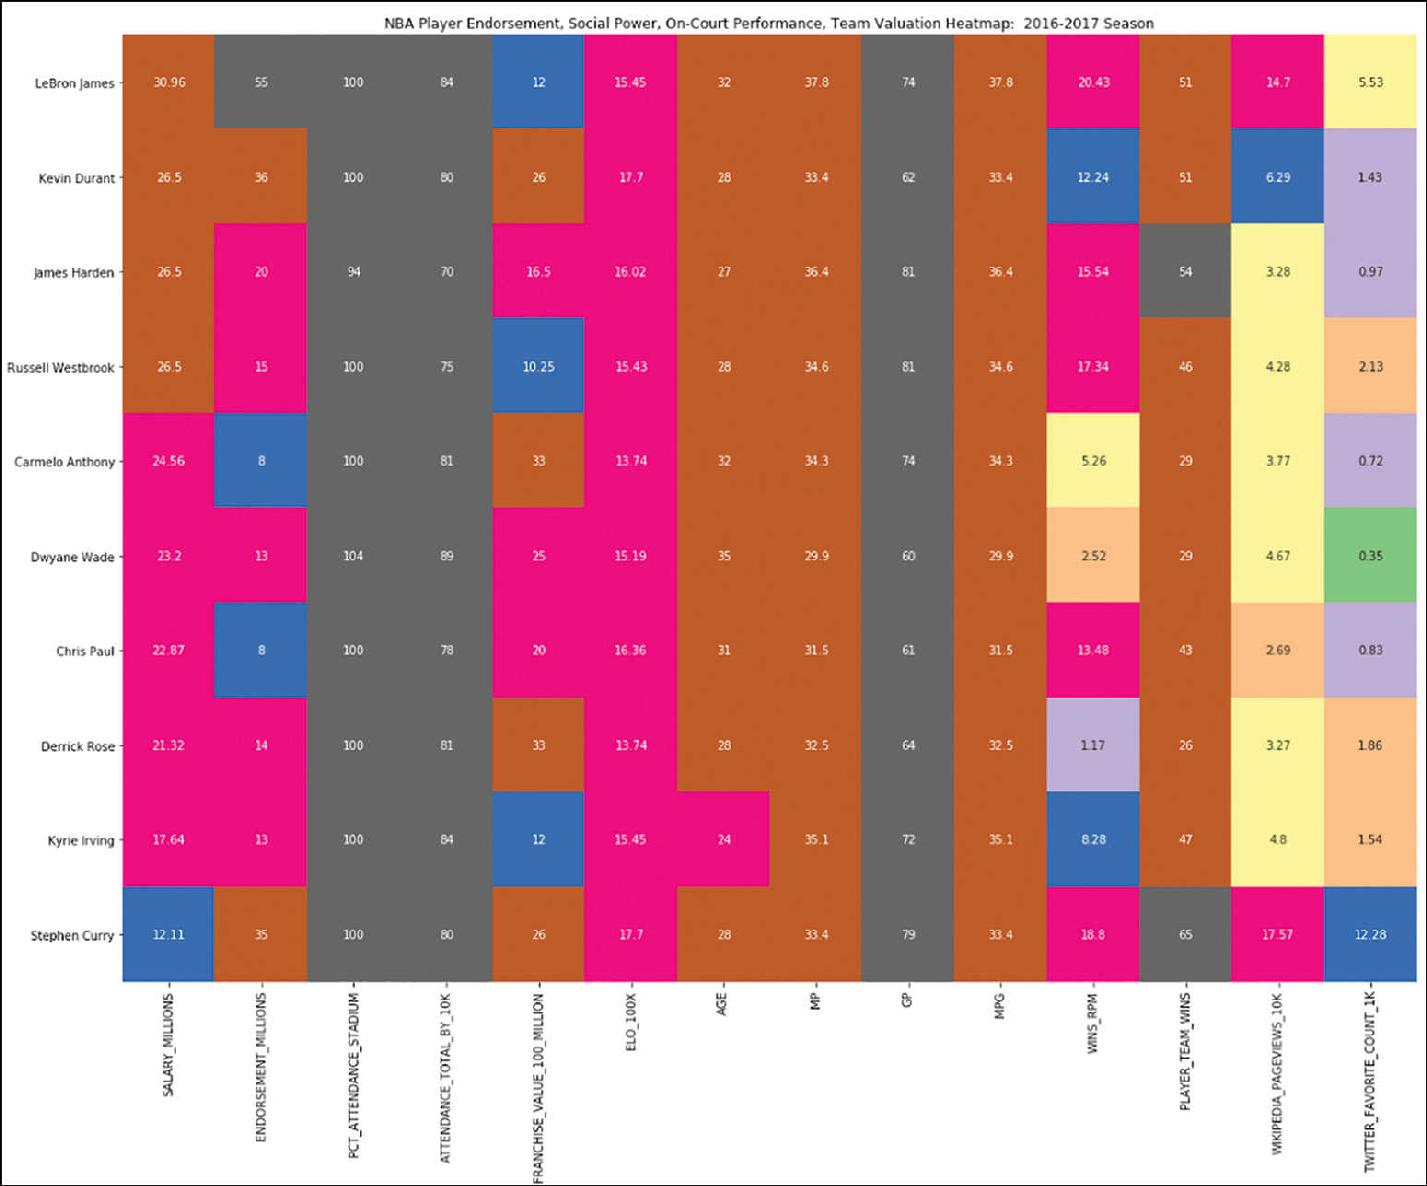 NBA Player Endorsement, Social Power, On-Court Performance, Team Valuation Heatmap: 2016-2017 Season
LeBron James 30.96 55 100 84 12 15.45 32 37.8 74 37.8 20.43 51 14.7 5.53
Kevin Durant 26.5 36 100 80 26 17.7 28 33.4 62 33.4 12.24 51 6.29 1.43
James Harden 26.5 20 94 70 16.5 16.02 27 36.4 81 36.4 15.54 54 3.28 0.97
Russell Westbrook 26.5 15 100 75 10.25 15.43 28 34.6 81 34.6 17.34 46 4.28 2.13
Carmelo Anthony 24.56 8 100 81 33 13.74 32 34.3 74 34.3 5.26 29 3.77 0.72
Dwyane Wade 23.2 13 104 89 25 15.19 35 29.9 60 29.9 2.52 29 4.67 0.35
Chris Paul 22.87 8 100 78 20 16.36 31 31.5 61 31.5 13.48 43 2.69 0.83
Derrick Rose 21.32 14 100 81 33 13.74 28 32.5 64 32.5 1.17 26 3.27 1.86
Kyrie Irving 17.64 13 100 84 12 15.45 24 35.1 72 35.1 8.28 47 4.8 1.54
Stephen Curry 12.11 35 100 80 26 17.7 28 33.4 79 33.4 18.8 65 17.57 12.28
SALARY_MILLIONS
ENDORSEMENT_MILLIONS
PCT_ATTENDANCE_STADIUM
ATTENDANCE_TOTAL_BY_10K
FRANCHISE_VALUE_100_MILLION
ELO_100X
AGE
MP
GP
MPG
WINS_RPM
PLAYER_TEAM_WINS
WIKIPEDIA_PAGEVIEWS_10K
TWITTER_FAVORITE_COUNT_1K